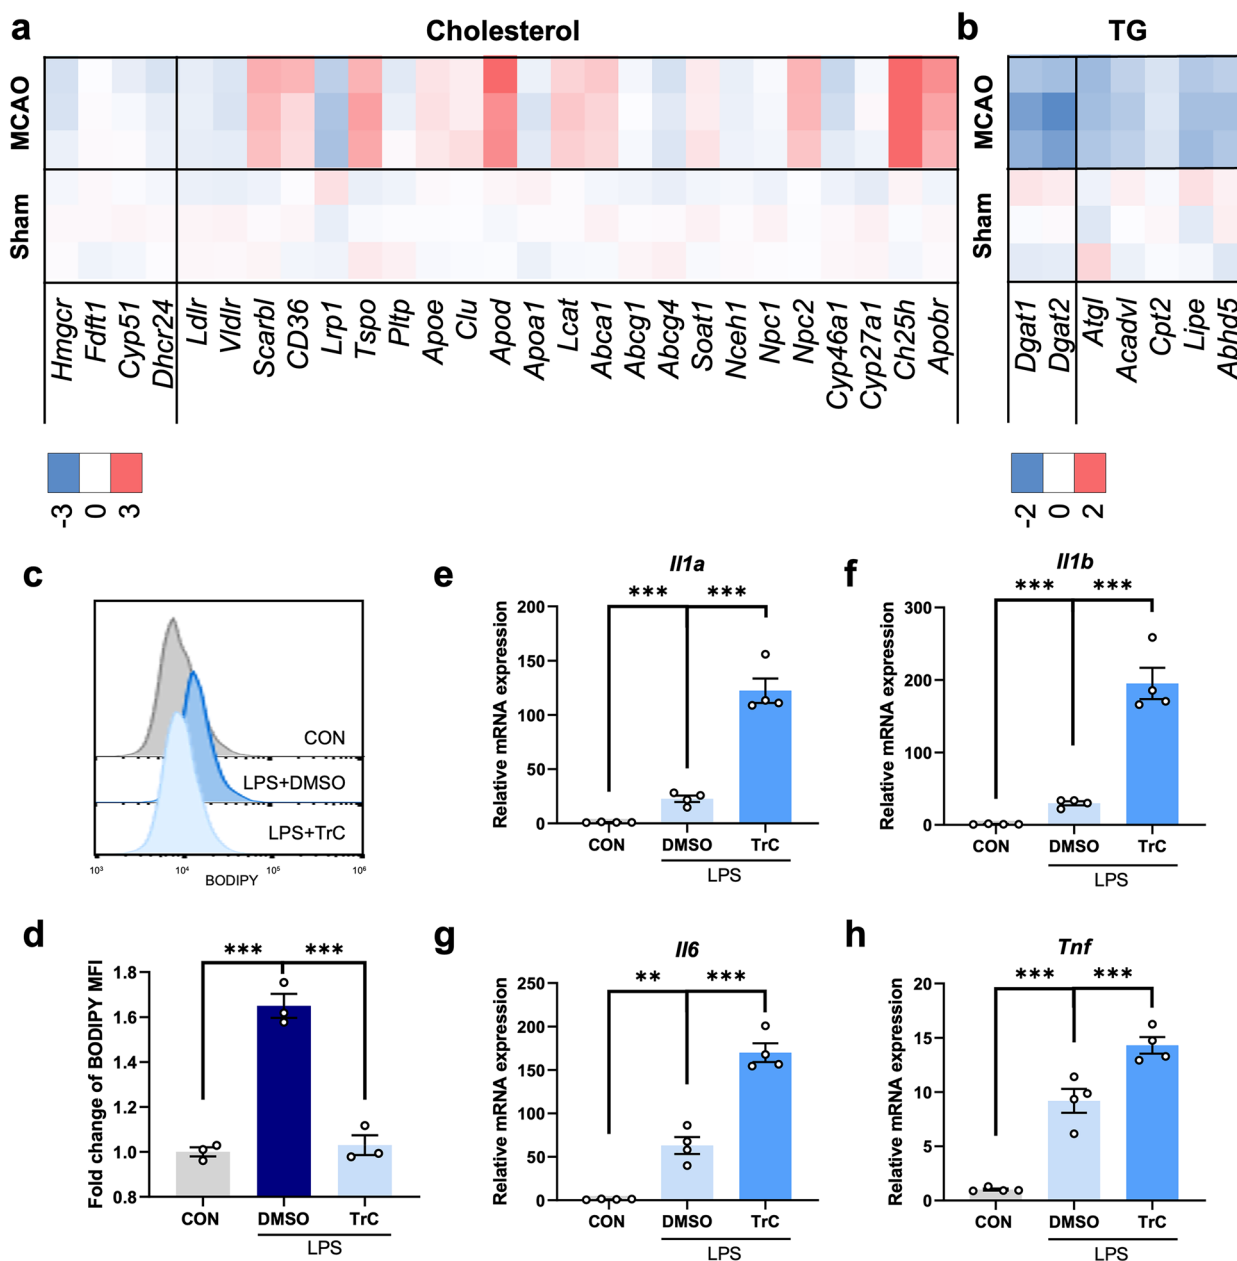 a
Cholesterol
b
TG
MCAO
Sham
MCAO
Sham
Hmgcr
Fdft1
Cyp51
Dhcr24
Ldlr
Vldlr
Scarbl
CD36
Lrp1
Tspo
Pltp
Apoe
Clu
Apod
Apoa1
Lcat
Abca1
Abcg1
Abcg4
Soat1
Nceh1
Npc1
Npc2
Cyp46a1
Cyp27a1
Ch25h
Apobr
Dgat1
Dgat2
Atgl
Acadvl
Cpt2
Lipe
Abhd5
-3
0
3
-2
0
2
c
CON
LPS+DMSO
LPS+TrC
10³
10⁴
10⁵
10⁶
BODIPY
e
Il1a
***
***
Relative mRNA expression
200
150
100
50
0
CON
DMSO
TrC
LPS
f
Il1b
***
***
Relative mRNA expression
300
200
100
0
CON
DMSO
TrC
LPS
d
***
***
Fold change of BODIPY MFI
1.8
1.6
1.4
1.2
1.0
0.8
CON
DMSO
TrC
LPS
g
Il6
**
***
Relative mRNA expression
250
200
150
100
50
0
CON
DMSO
TrC
LPS
h
Tnf
***
***
Relative mRNA expression
20
15
10
5
0
CON
DMSO
TrC
LPS